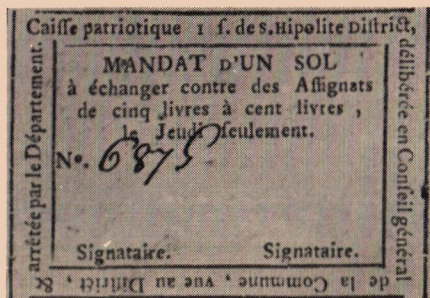 Caisse patriotique 1 s. de S. Hipolite District,
délibérée en Conseil général
de la Commune, vue au District, &
arrêtée par le Département.
MANDAT D'UN SOL
à échanger contre des Assignats
de cinq livres à cent livres,
le Jeudi seulement.
Nº. 6875
Signataire. Signataire.